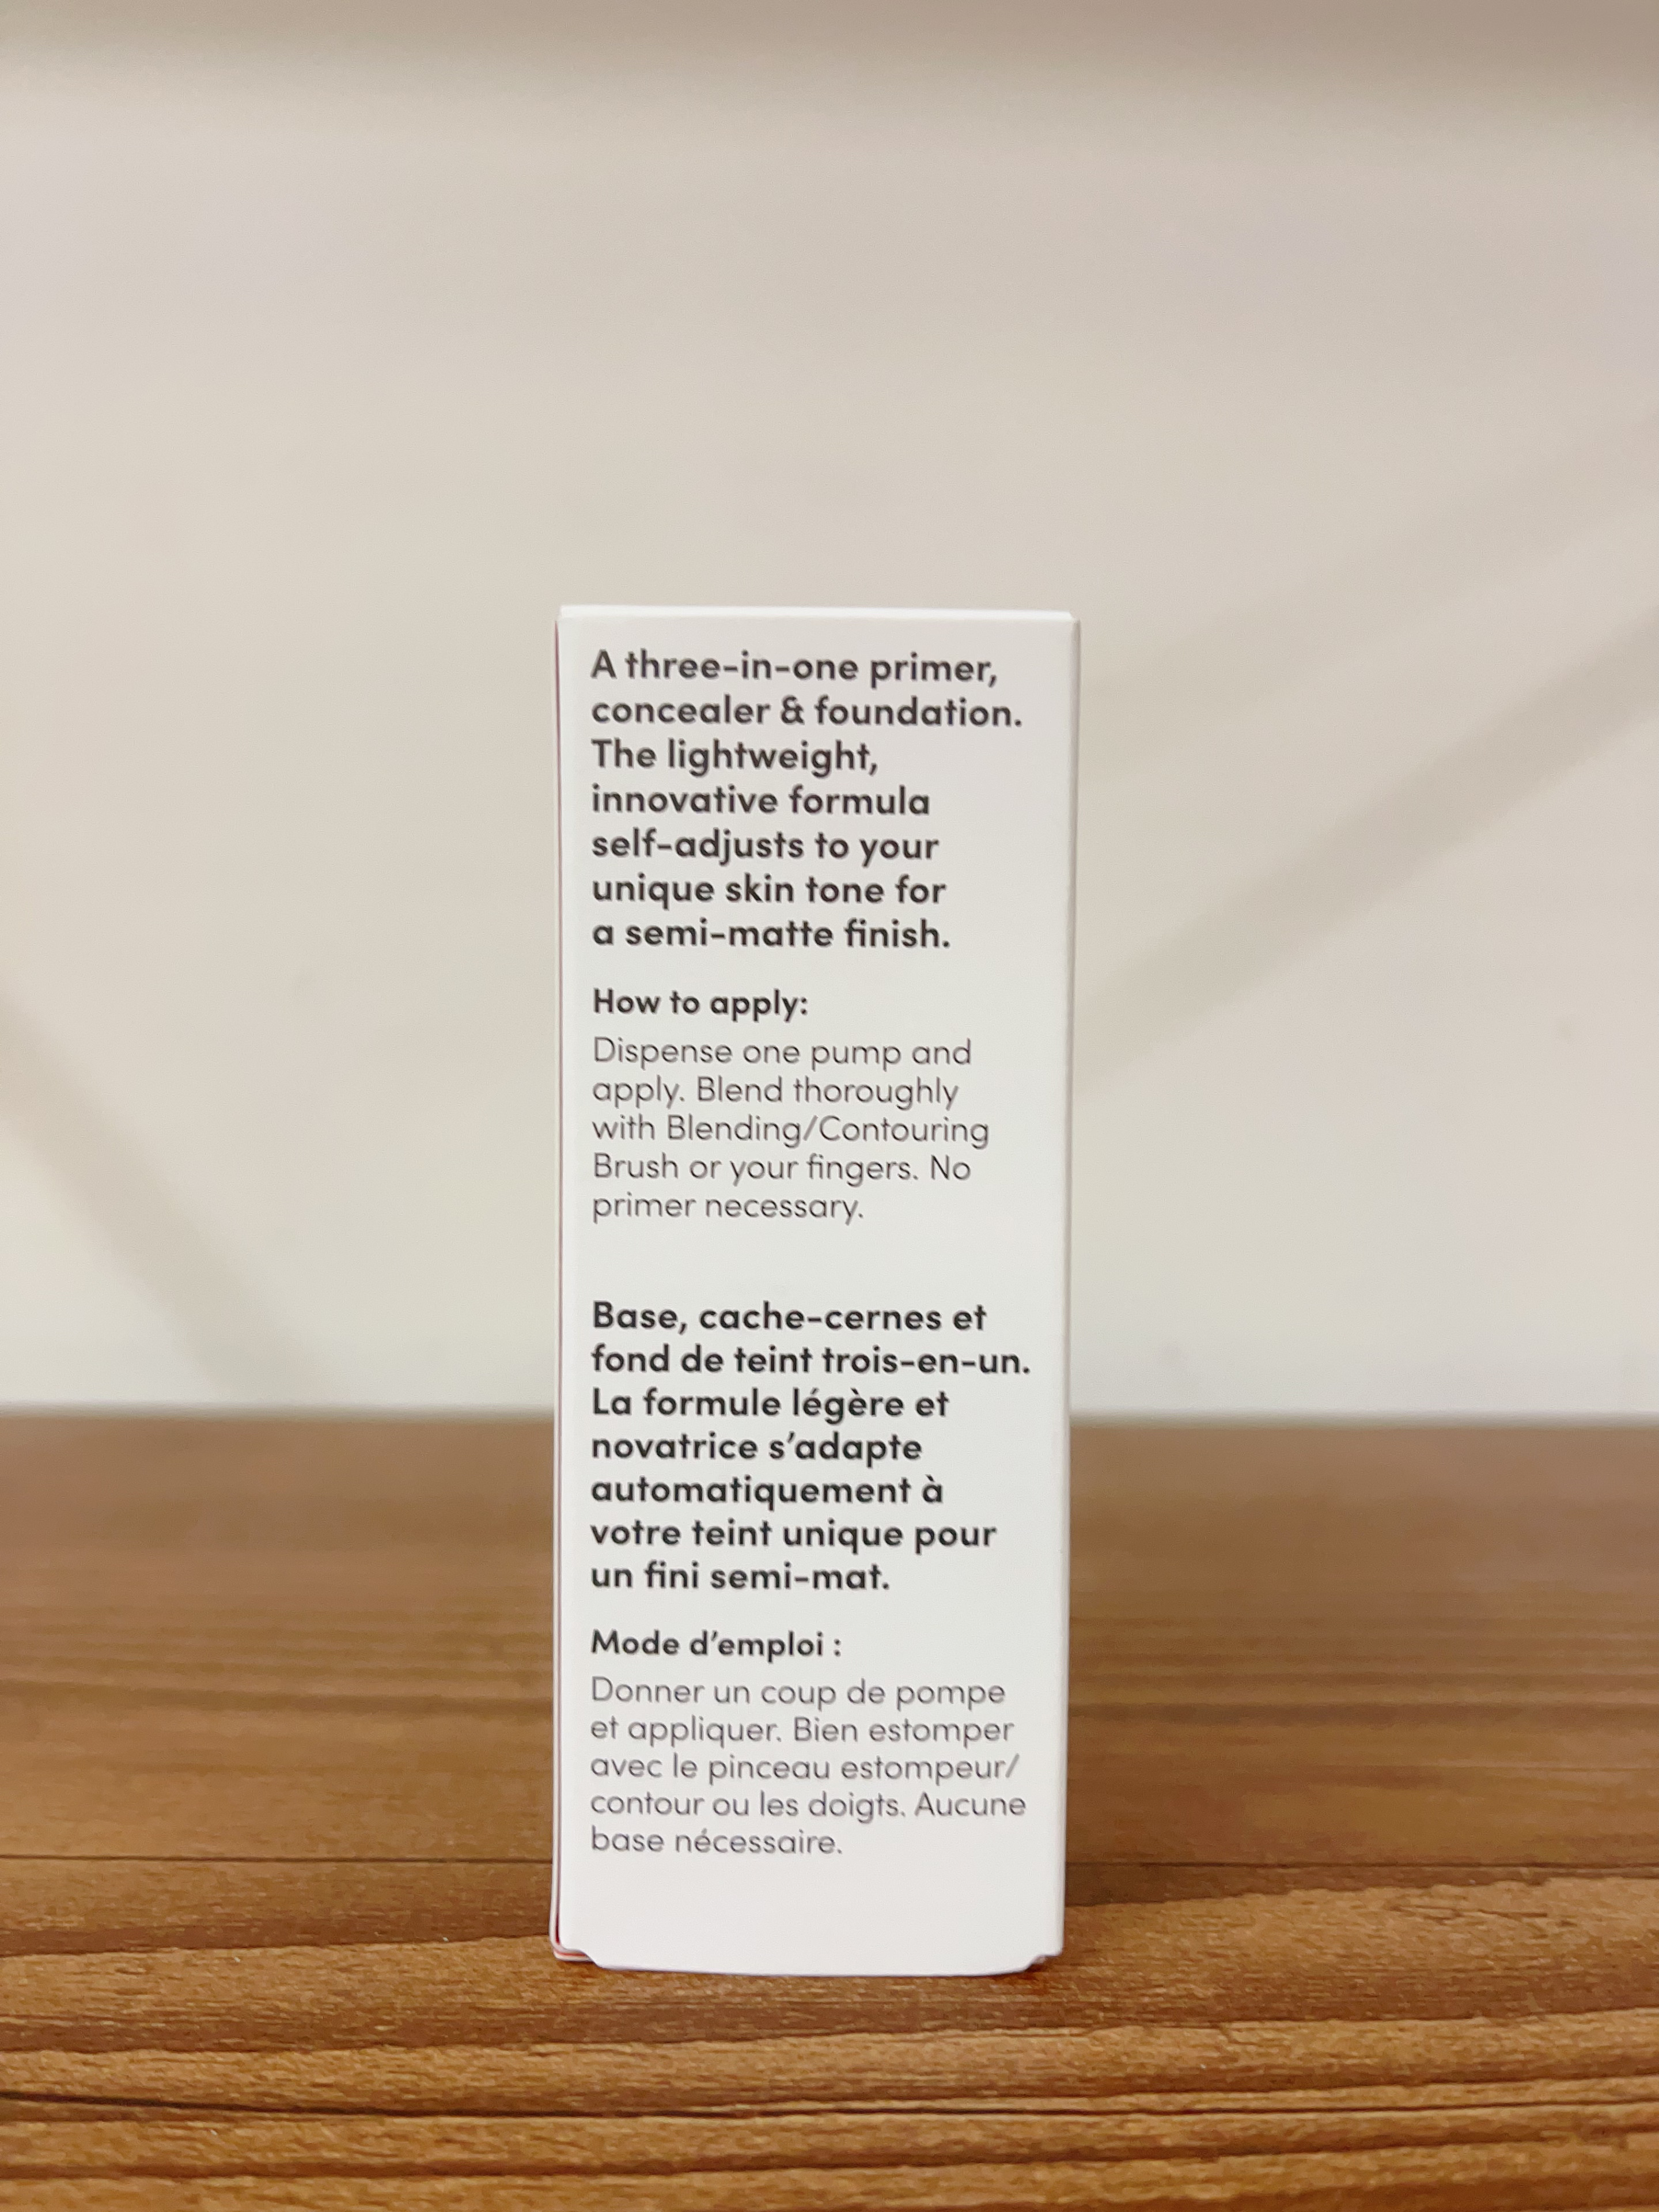 A three-in-one primer,
concealer & foundation.
The lightweight,
innovative formula
self-adjusts to your
unique skin tone for
a semi-matte finish.
How to apply:
Dispense one pump and
apply. Blend thoroughly
with Blending/Contouring
Brush or your fingers. No
primer necessary.
Base, cache-cernes et
fond de teint trois-en-un.
La formule légère et
novatrice s’adapte
automatiquement à
votre teint unique pour
un fini semi-mat.
Mode d’emploi :
Donner un coup de pompe
et appliquer. Bien estomper
avec le pinceau estompeur/
contour ou les doigts. Aucune
base nécessaire.